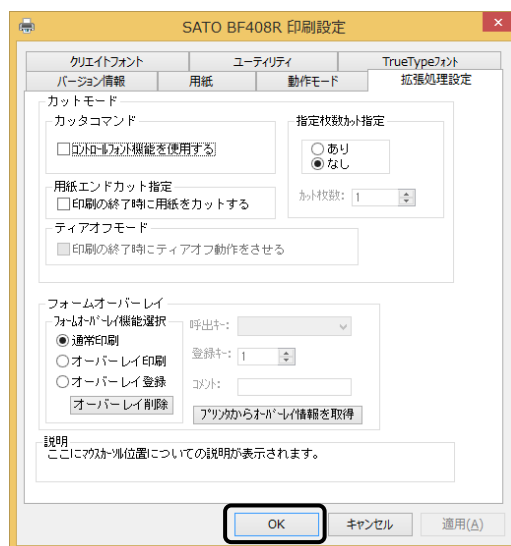 SATO BF408R 印刷設定
X
クリエイトフォント ユーティリティ TrueTypeフォント
バージョン情報 用紙 動作モード 拡張処理設定
カットモード
カッタコマンド
コントロールフォント機能を使用する
指定枚数カット指定
あり
なし
カット枚数: 1
用紙エンドカット指定
印刷の終了時に用紙をカットする
ティアオフモード
印刷の終了時にティアオフ動作をさせる
フォームオーバーレイ
フォームオーバーレイ機能選択
通常印刷
オーバーレイ印刷
オーバーレイ登録
オーバーレイ削除
呼出キー:
登録キー: 1
コメント:
プリンタからオーバーレイ情報を取得
説明
ここにマウスカーソル位置についての説明が表示されます。
OK キャンセル 適用(A)